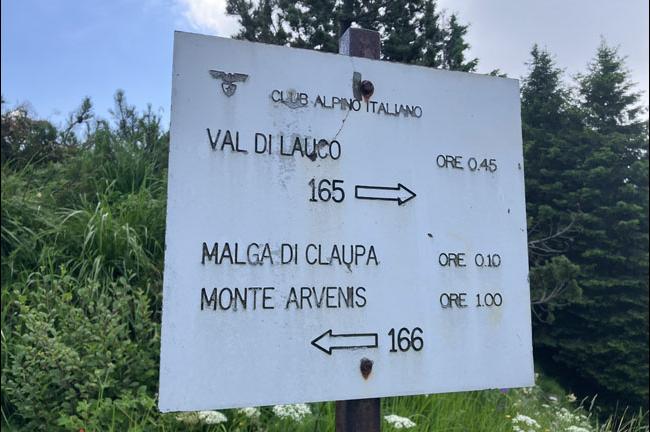 CLUB ALPINO ITALIANO
VAL DI LAUCO ORE 0.45
165
MALGA DI CLAUPA ORE 0.10
MONTE ARVENIS ORE 1.00
166